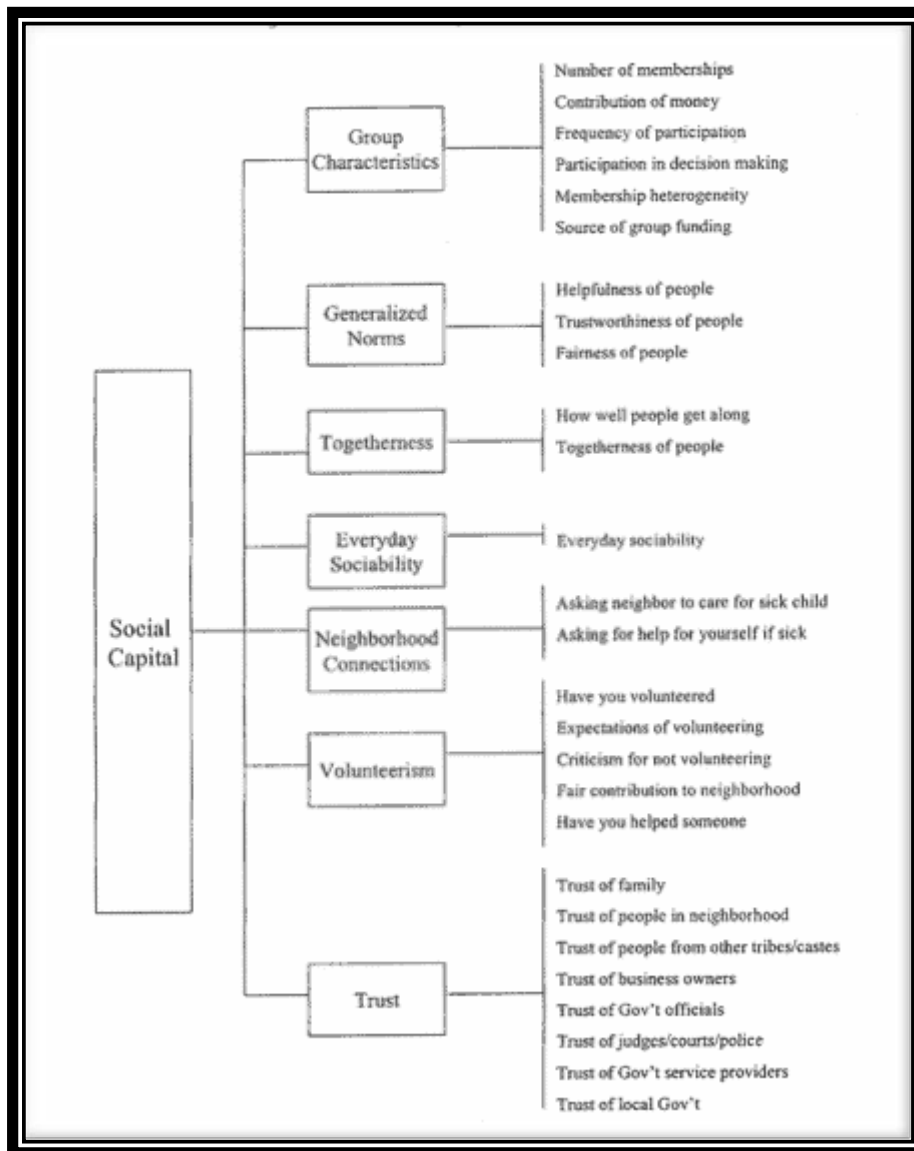 Group
Characteristics
Number of memberships
Contribution of money
Frequency of participation
Participation in decision making
Membership heterogeneity
Source of group funding
Generalized
Norms
Helpfulness of people
Trustworthiness of people
Fairness of people
Togetherness
How well people get along
Togetherness of people
Everyday
Sociability
Everyday sociability
Social
Capital
Neighborhood
Connections
Asking neighbor to care for sick child
Asking for help for yourself if sick
Volunteerism
Have you volunteered
Expectations of volunteering
Criticism for not volunteering
Fair contribution to neighborhood
Have you helped someone
Trust
Trust of family
Trust of people in neighborhood
Trust of people from other tribes/castes
Trust of business owners
Trust of Gov't officials
Trust of judges/courts/police
Trust of Gov't service providers
Trust of local Gov't